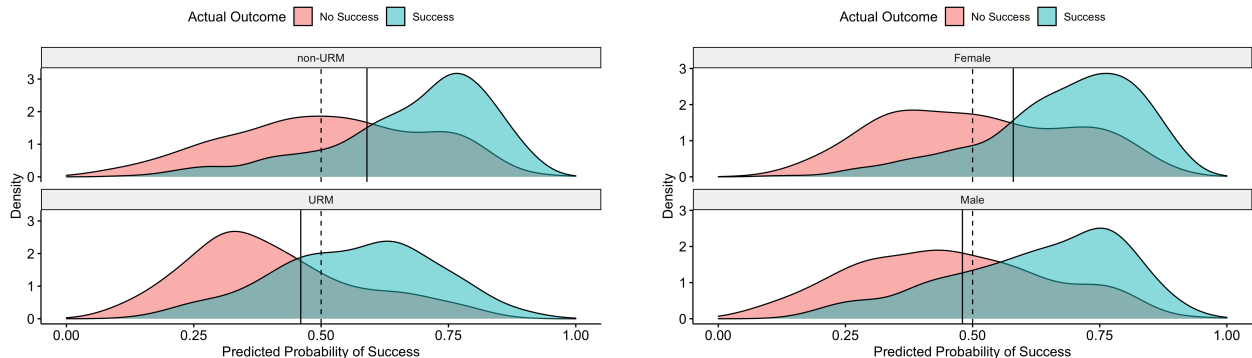 Actual Outcome No Success Success
non-URM
3
2
1
0
URM
3
2
1
0
Density
0.00 0.25 0.50 0.75 1.00
Predicted Probability of Success
Actual Outcome No Success Success
Female
3
2
1
0
Male
3
2
1
0
Density
0.00 0.25 0.50 0.75 1.00
Predicted Probability of Success